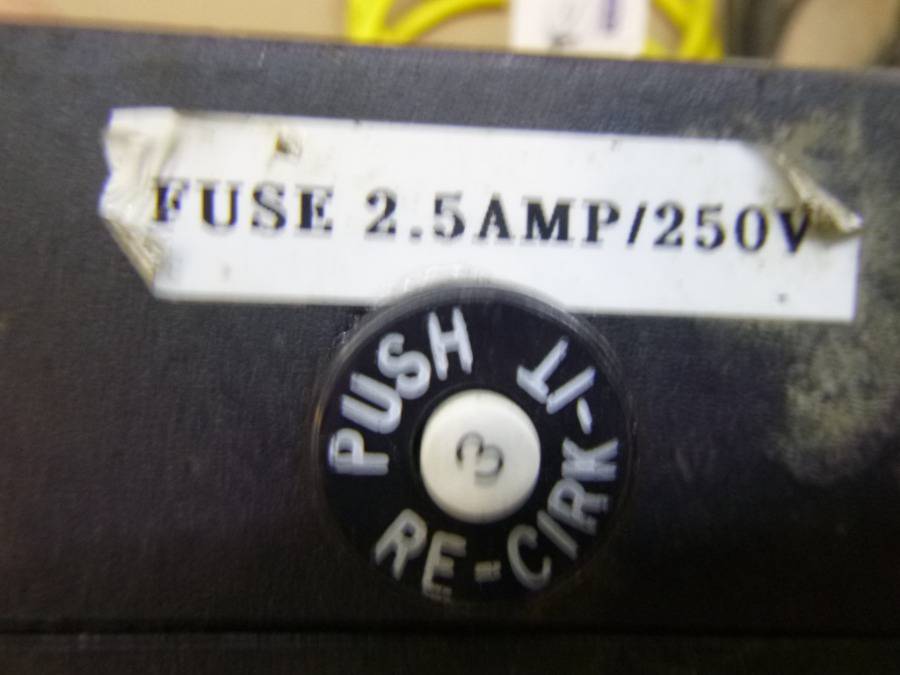 FUSE 2.5AMP/250V
PUSH
RE-CIRK-IT
3